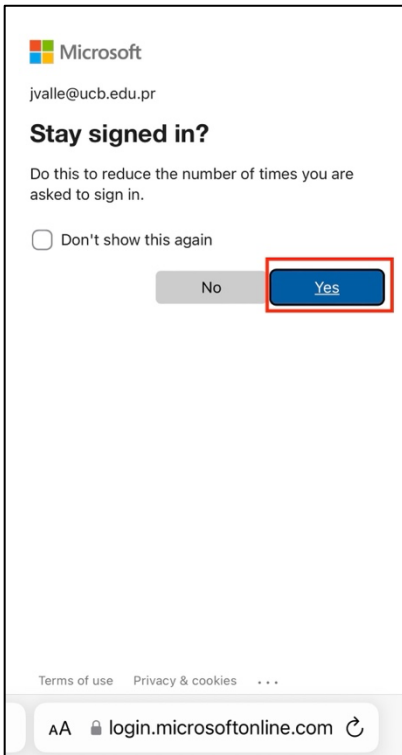 Microsoft
jvalle@ucb.edu.pr
Stay signed in?
Do this to reduce the number of times you are
asked to sign in.
Don't show this again
No
Yes
Terms of use Privacy & cookies ...
AA login.microsoftonline.com